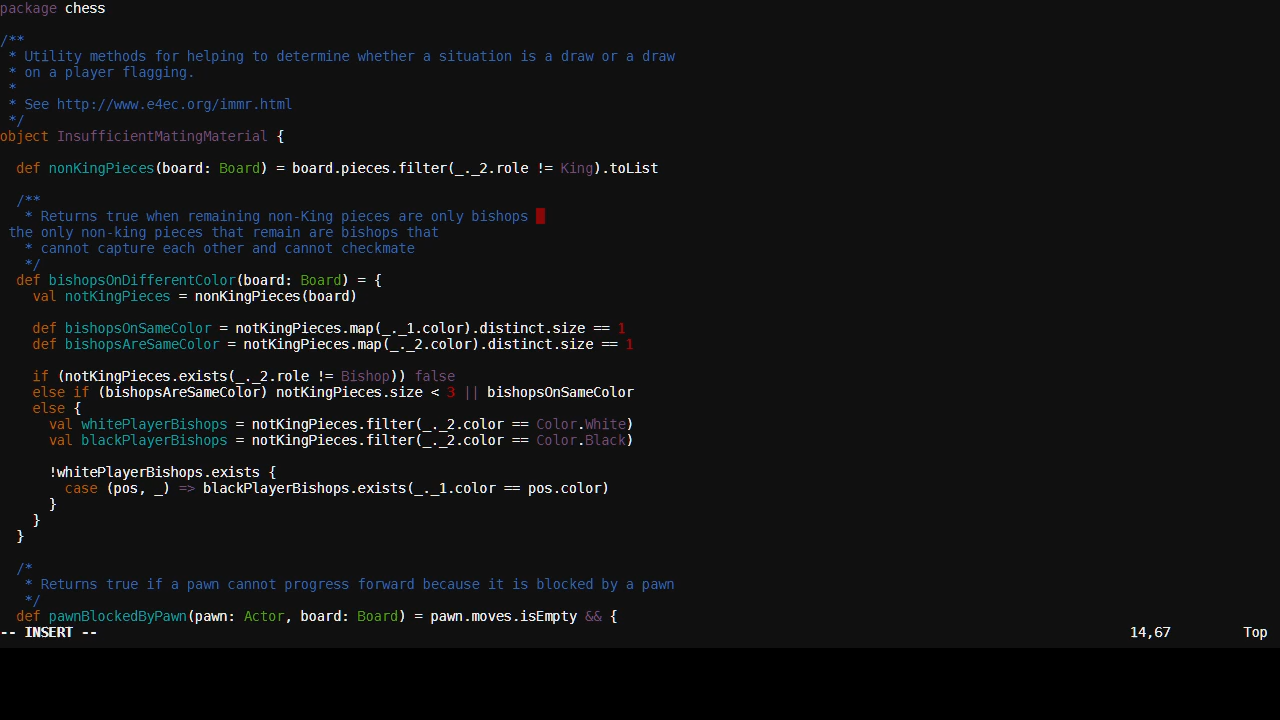 package chess
/**
 * Utility methods for helping to determine whether a situation is a draw or a draw
 * on a player flagging.
 *
 * See http://www.e4ec.org/immr.html
 */
object InsufficientMatingMaterial {
  def nonKingPieces(board: Board) = board.pieces.filter(_._2.role != King).toList
  /**
   * Returns true when remaining non-King pieces are only bishops
 the only non-king pieces that remain are bishops that
   * cannot capture each other and cannot checkmate
   */
  def bishopsOnDifferentColor(board: Board) = {
    val notKingPieces = nonKingPieces(board)
    def bishopsOnSameColor = notKingPieces.map(_._1.color).distinct.size == 1
    def bishopsAreSameColor = notKingPieces.map(_._2.color).distinct.size == 1
    if (notKingPieces.exists(_._2.role != Bishop)) false
    else if (bishopsAreSameColor) notKingPieces.size < 3 || bishopsOnSameColor
    else {
      val whitePlayerBishops = notKingPieces.filter(_._2.color == Color.White)
      val blackPlayerBishops = notKingPieces.filter(_._2.color == Color.Black)
      !whitePlayerBishops.exists {
        case (pos, _) => blackPlayerBishops.exists(_._1.color == pos.color)
      }
    }
  }
  /*
   * Returns true if a pawn cannot progress forward because it is blocked by a pawn
   */
  def pawnBlockedByPawn(pawn: Actor, board: Board) = pawn.moves.isEmpty && {
-- INSERT -- 14,67 Top